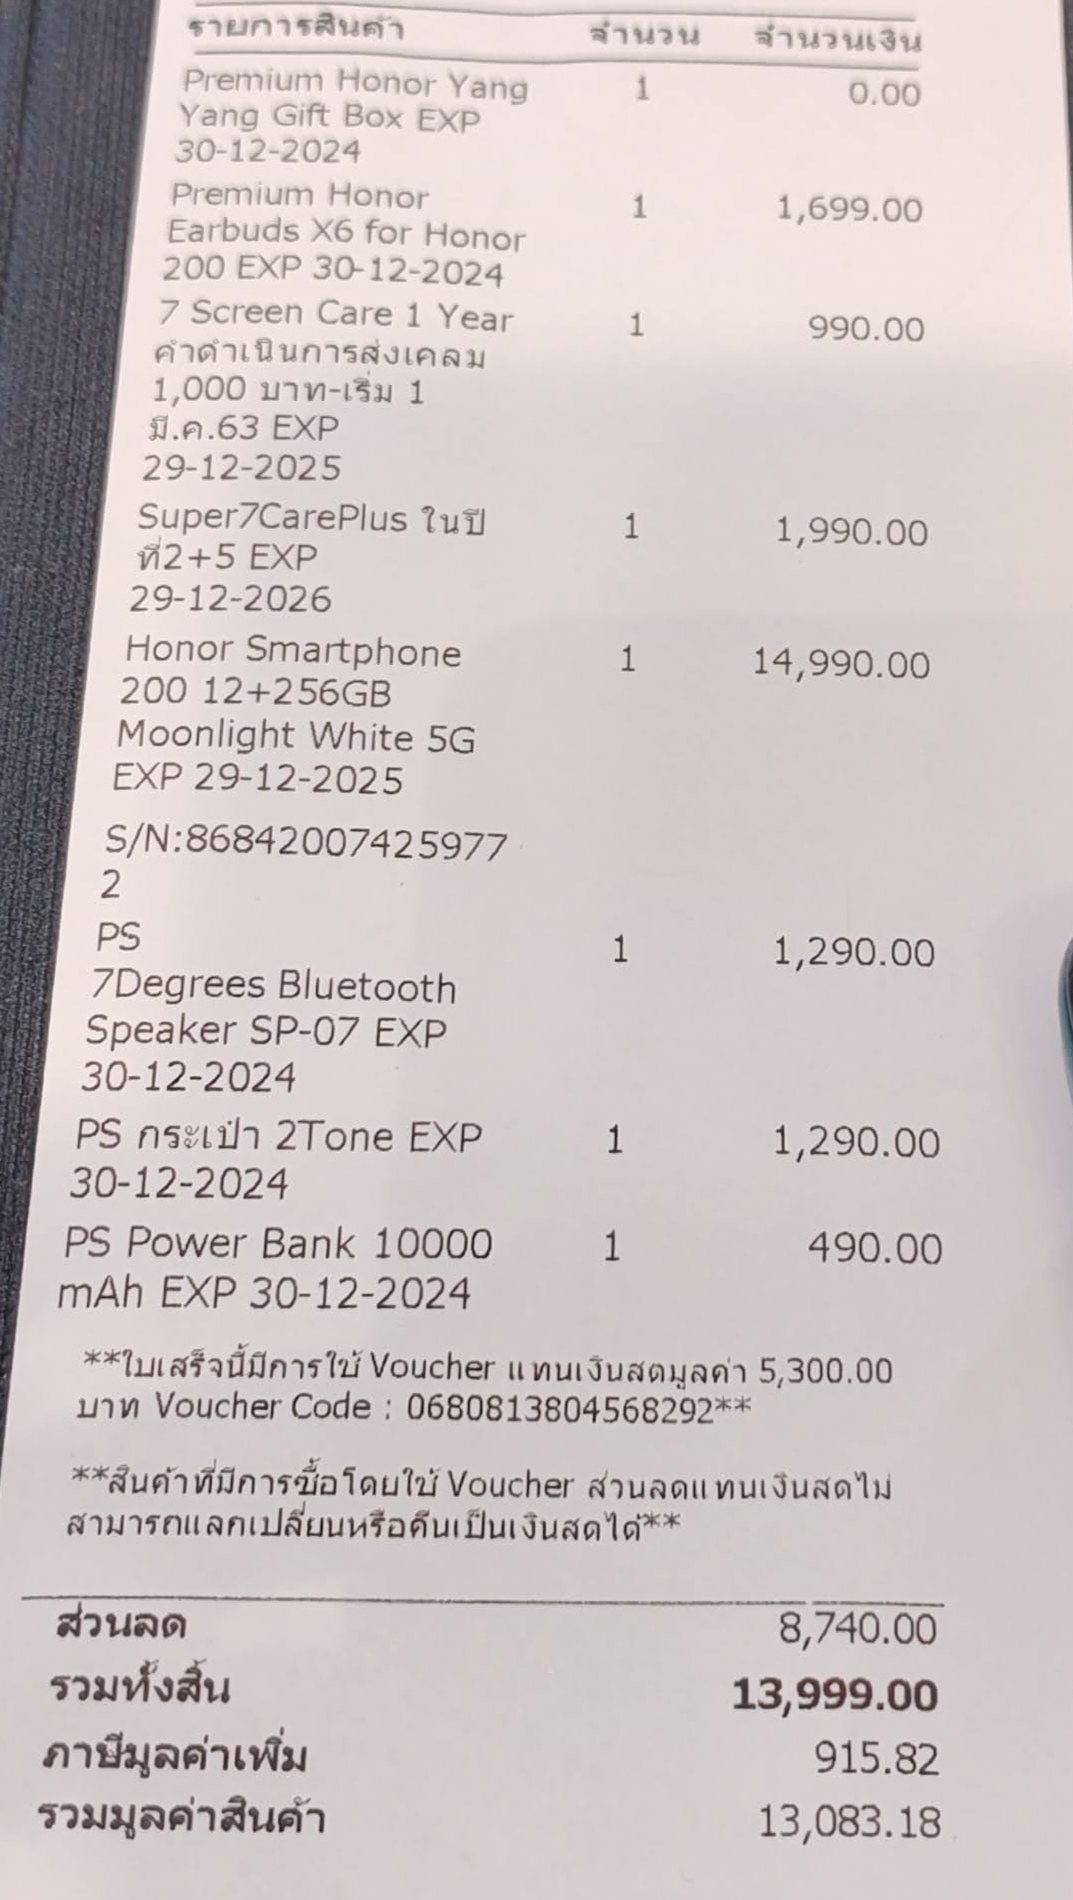 รายการสินค้า จำนวน จำนวนเงิน
Premium Honor Yang 1 0.00
Yang Gift Box EXP
30-12-2024
Premium Honor 1 1,699.00
Earbuds X6 for Honor
200 EXP 30-12-2024
7 Screen Care 1 Year 1 990.00
ค่าดำเนินการส่งเคลม
1,000 บาท-เริ่ม 1
มี.ค.63 EXP
29-12-2025
Super7CarePlus ในปี 1 1,990.00
ที่2+5 EXP
29-12-2026
Honor Smartphone 1 14,990.00
200 12+256GB
Moonlight White 5G
EXP 29-12-2025
S/N:86842007425977
2
PS 1 1,290.00
7Degrees Bluetooth
Speaker SP-07 EXP
30-12-2024
PS กระเป๋า 2Tone EXP 1 1,290.00
30-12-2024
PS Power Bank 10000 1 490.00
mAh EXP 30-12-2024
**ใบเสร็จนี้มีการใช้ Voucher แทนเงินสดมูลค่า 5,300.00
บาท Voucher Code : 0680813804568292**
**สินค้าที่มีการซื้อโดยใช้ Voucher ส่วนลดแทนเงินสดไม่
สามารถแลกเปลี่ยนหรือคืนเป็นเงินสดได้**
ส่วนลด 8,740.00
รวมทั้งสิ้น 13,999.00
ภาษีมูลค่าเพิ่ม 915.82
รวมมูลค่าสินค้า 13,083.18